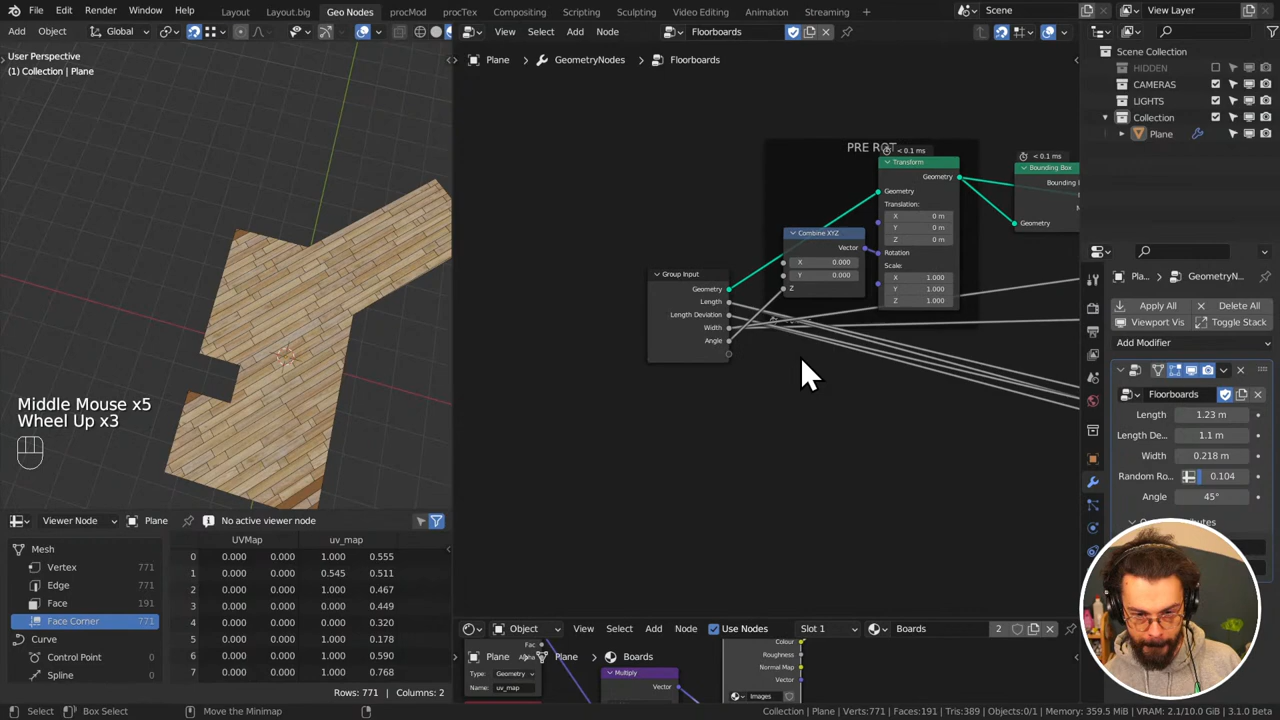 File Edit Render Window Help Layout Layout.big Geo Nodes procMod procTex Compositing Scripting Sculpting Video Editing Animation Streaming Scene View Layer
Add Object Global View Select Add Node Floorboards
User Perspective
(1) Collection | Plane
Plane GeometryNodes Floorboards
Scene Collection
HIDDEN
CAMERAS
LIGHTS
Collection
Plane
PRE ROT
< 0.1 ms
Transform
Geometry
Geometry
Translation:
X 0 m
Y 0 m
Z 0 m
Rotation
Scale:
X 1.000
Y 1.000
Z 1.000
< 0.1 ms
Bounding Box
Geometry
Combine XYZ
Vector
X 0.000
Y 0.000
Z
Group Input
Geometry
Length
Length Deviation
Width
Angle
Pla... GeometryN...
Apply All Delete All
Viewport Vis Toggle Stack
Add Modifier
Floorboards
Length 1.23 m
Length De... 1.1 m
Width 0.218 m
Random Ro... 0.104
Angle 45°
Middle Mouse x5
Wheel Up x3
Viewer Node Plane No active viewer node
Mesh
Vertex 771
Edge 771
Face 191
Face Corner 771
Curve
Control Point 0
Spline 0
UVMap uv_map
0 0.000 0.000 1.000 0.555
1 0.000 0.000 0.545 0.511
2 0.000 0.000 1.000 0.467
3 0.000 0.000 0.000 0.449
4 0.000 0.000 0.000 0.320
5 0.000 0.000 1.000 0.178
6 0.000 0.000 1.000 0.590
7 0.000 0.000 1.000 0.768
Rows: 771 | Columns: 2
Object View Select Add Node Use Nodes Slot 1 Boards 2
Plane Plane Boards
Fac
Type: Geometry
Name: uv_map
Multiply
Vector
Colour
Roughness
Normal Map
Vector
Images
Select Box Select Move the Minimap Collection | Plane | Verts:771 | Faces:191 | Tris:389 | Objects:0/1 | Memory: 359.5 MiB | VRAM: 2.1/10.0 GiB | 3.1.0 Beta